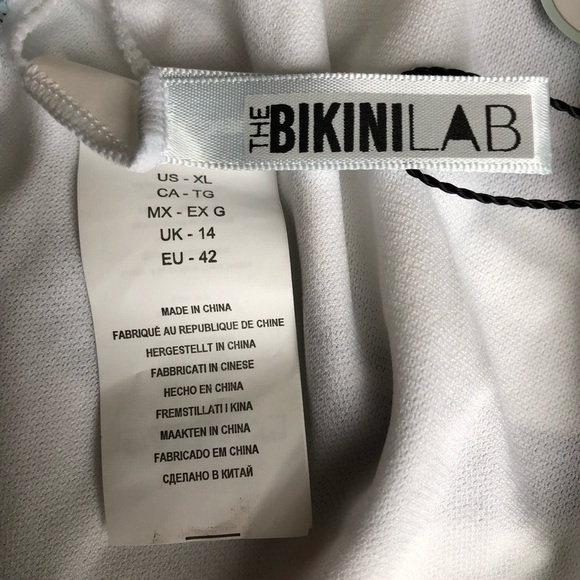 THE BIKINI LAB
US - XL
CA - TG
MX - EX G
UK - 14
EU - 42
MADE IN CHINA
FABRIQUÉ AU REPUBLIQUE DE CHINE
HERGESTELLT IN CHINA
FABBRICATI IN CINESE
HECHO EN CHINA
FREMSTILLATI I KINA
MAAKTEN IN CHINA
FABRICADO EM CHINA
СДЕЛАНО В КИТАЙ